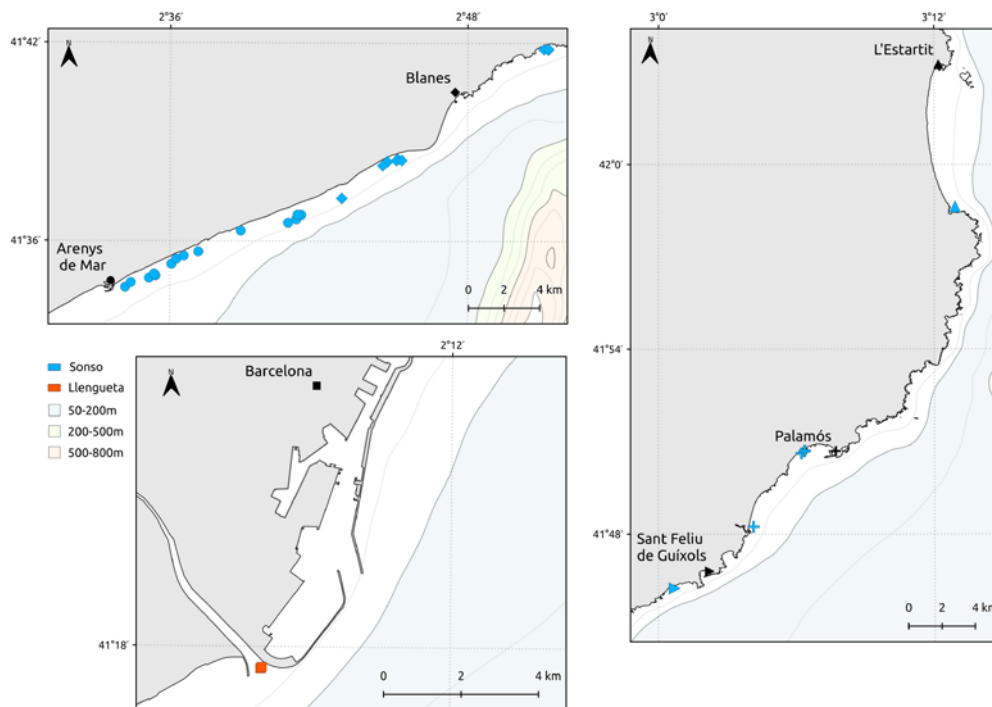 2°36′
2°48′
41°42′
N
Blanes
41°36′
Arenys
de Mar
0 2 4 km
3°0′
3°12′
N
L'Estartit
42°0′
41°54′
Palamós
41°48′
Sant Feliu
de Guíxols
0 2 4 km
Sonso
Llengueta
50-200m
200-500m
500-800m
2°12′
N
Barcelona
41°18′
0 2 4 km